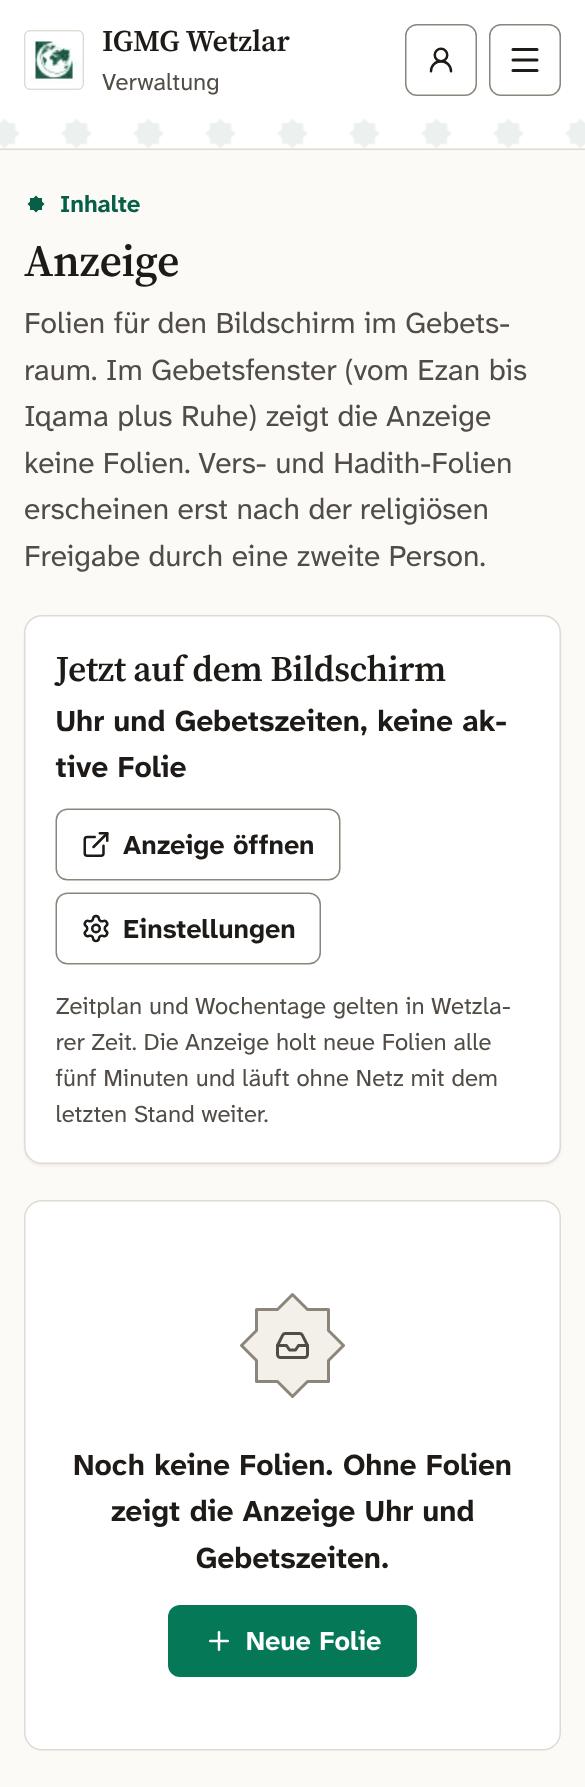 IGMG Wetzlar
Verwaltung
Inhalte
Anzeige
Folien für den Bildschirm im Gebets-
raum. Im Gebetsfenster (vom Ezan bis
Iqama plus Ruhe) zeigt die Anzeige
keine Folien. Vers- und Hadith-Folien
erscheinen erst nach der religiösen
Freigabe durch eine zweite Person.
Jetzt auf dem Bildschirm
Uhr und Gebetszeiten, keine ak-
tive Folie
Anzeige öffnen
Einstellungen
Zeitplan und Wochentage gelten in Wetzla-
rer Zeit. Die Anzeige holt neue Folien alle
fünf Minuten und läuft ohne Netz mit dem
letzten Stand weiter.
Noch keine Folien. Ohne Folien
zeigt die Anzeige Uhr und
Gebetszeiten.
Neue Folie